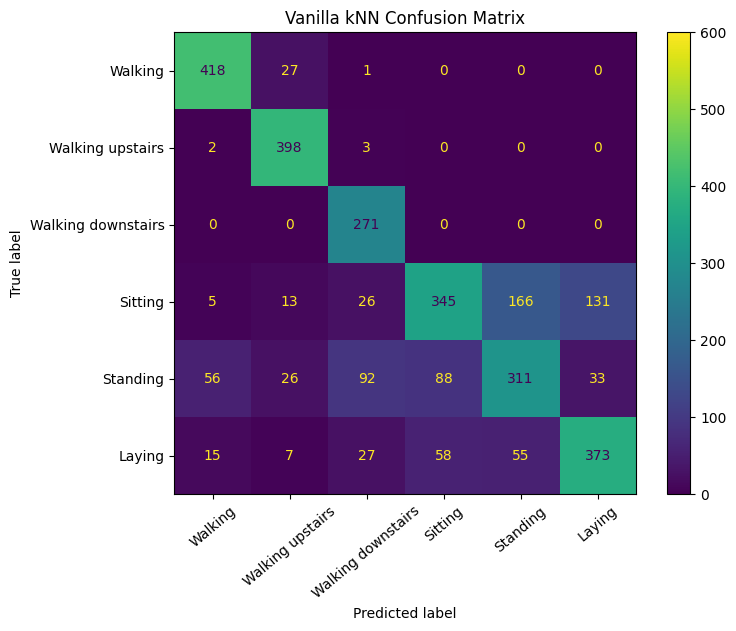 Vanilla kNN Confusion Matrix
True label
Walking 418 27 1 0 0 0
Walking upstairs 2 398 3 0 0 0
Walking downstairs 0 0 271 0 0 0
Sitting 5 13 26 345 166 131
Standing 56 26 92 88 311 33
Laying 15 7 27 58 55 373
Walking Walking upstairs Walking downstairs Sitting Standing Laying
Predicted label
600
500
400
300
200
100
0